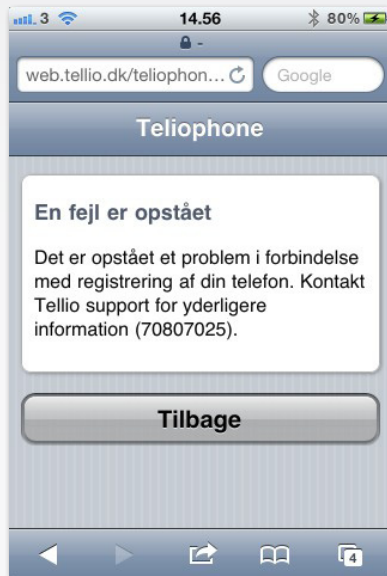 3 14.56 80%
-
web.tellio.dk/teliophon... Google
Teliophone
En fejl er opstået
Det er opstået et problem i forbindelse
med registrering af din telefon. Kontakt
Tellio support for yderligere
information (70807025).
Tilbage
4